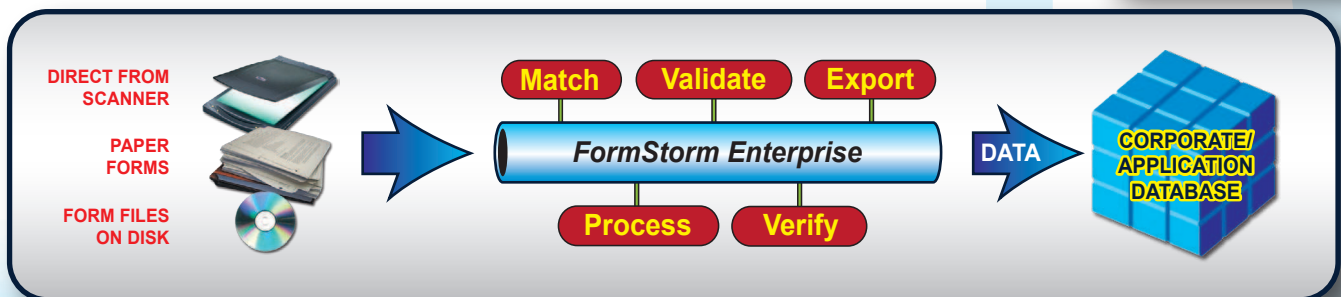 DIRECT FROM
SCANNER
PAPER
FORMS
FORM FILES
ON DISK
Match
Validate
Export
FormStorm Enterprise
Process
Verify
DATA
CORPORATE/
APPLICATION
DATABASE